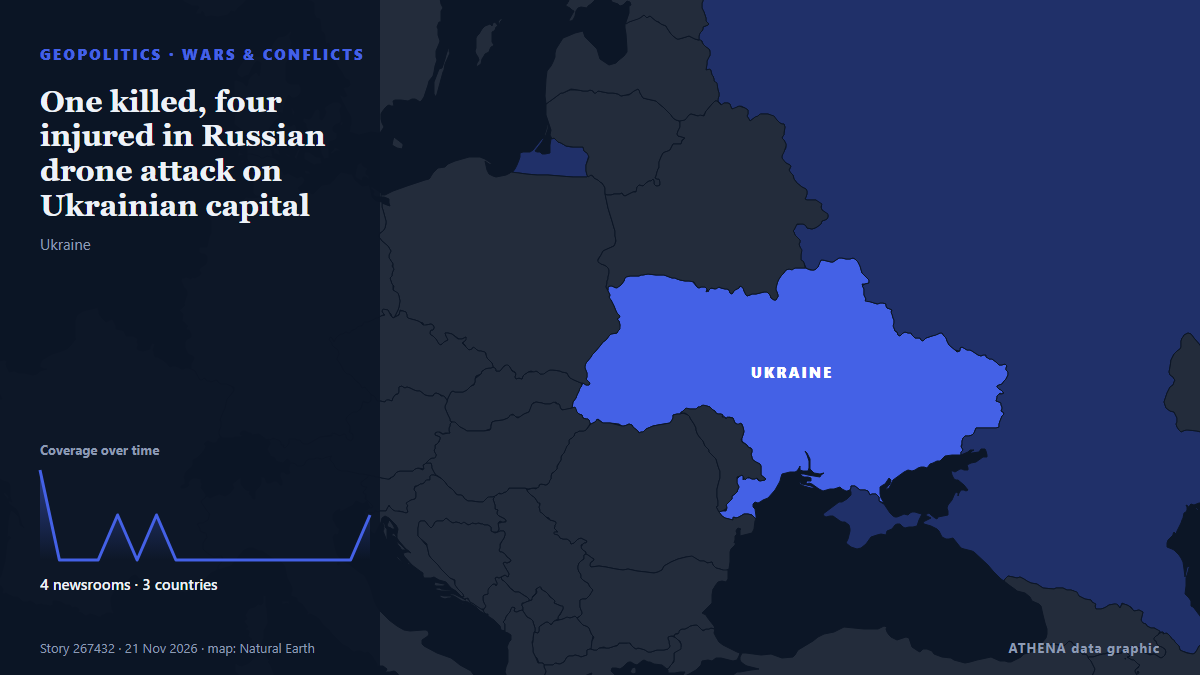 GEOPOLITICS · WARS & CONFLICTS
One killed, four
injured in Russian
drone attack on
Ukrainian capital
Ukraine
UKRAINE
Coverage over time
4 newsrooms · 3 countries
Story 267432 · 21 Nov 2026 · map: Natural Earth
ATHENA data graphic